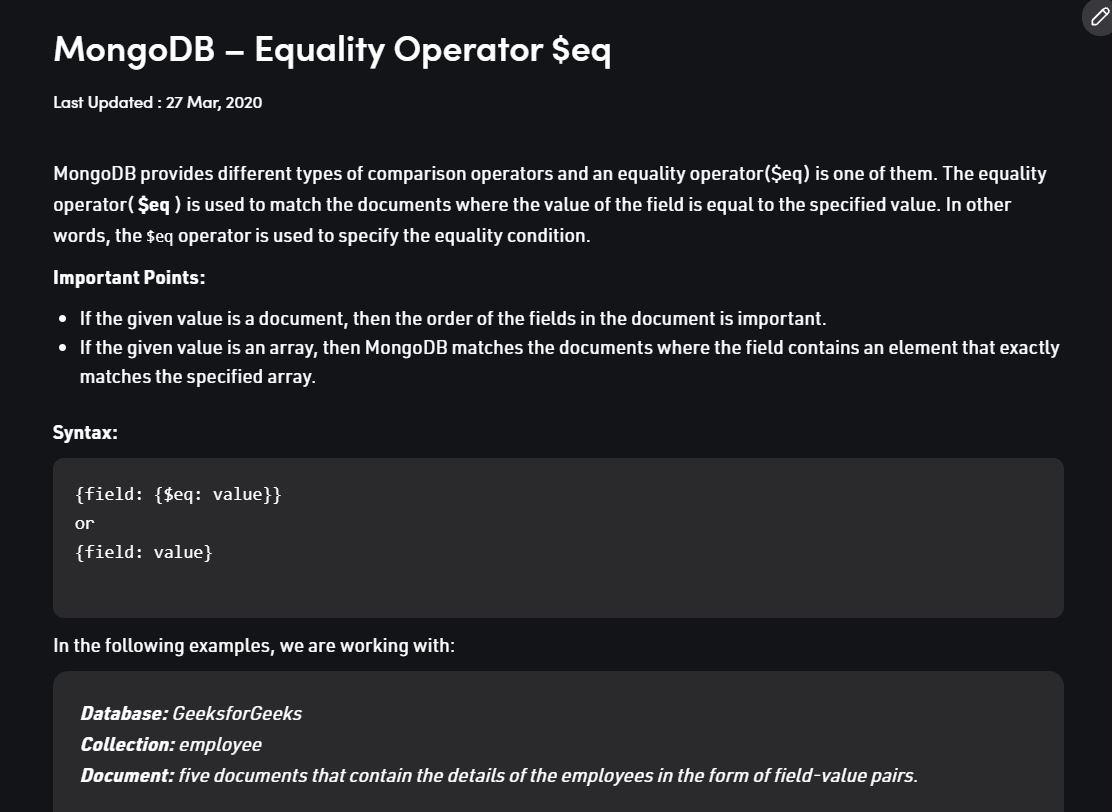 MongoDB – Equality Operator $eq
Last Updated : 27 Mar, 2020
MongoDB provides different types of comparison operators and an equality operator($eq) is one of them. The equality
operator( $eq ) is used to match the documents where the value of the field is equal to the specified value. In other
words, the $eq operator is used to specify the equality condition.
Important Points:
• If the given value is a document, then the order of the fields in the document is important.
• If the given value is an array, then MongoDB matches the documents where the field contains an element that exactly
matches the specified array.
Syntax:
{field: {$eq: value}}
or
{field: value}
In the following examples, we are working with:
Database: GeeksforGeeks
Collection: employee
Document: five documents that contain the details of the employees in the form of field-value pairs.